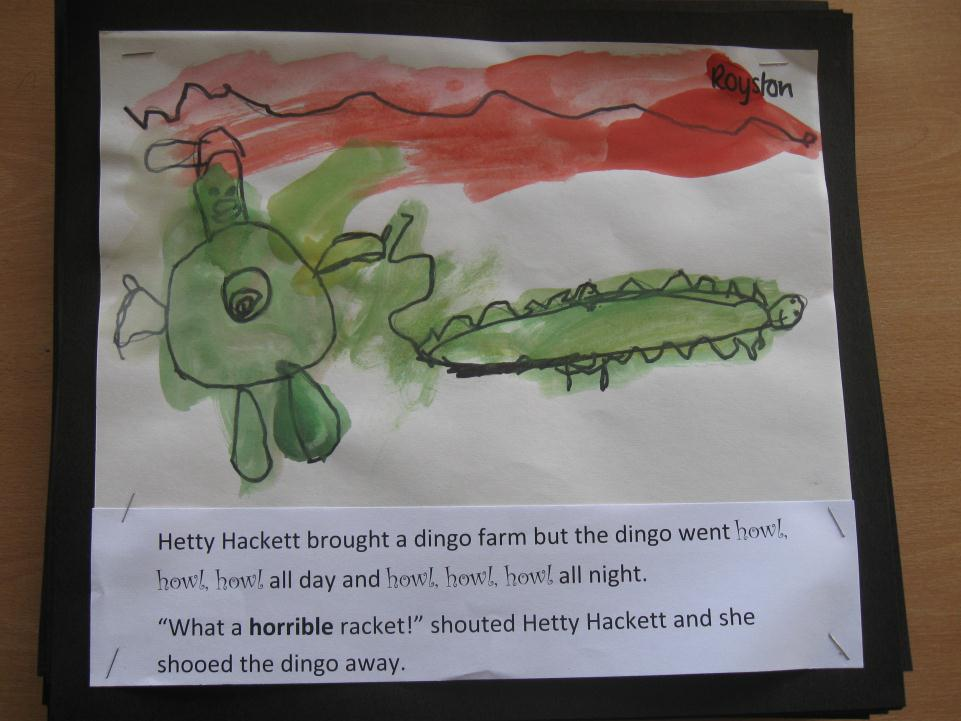 Royston
Hetty Hackett brought a dingo farm but the dingo went howl,
howl, howl all day and howl, howl, howl all night.
“What a horrible racket!” shouted Hetty Hackett and she
shooed the dingo away.